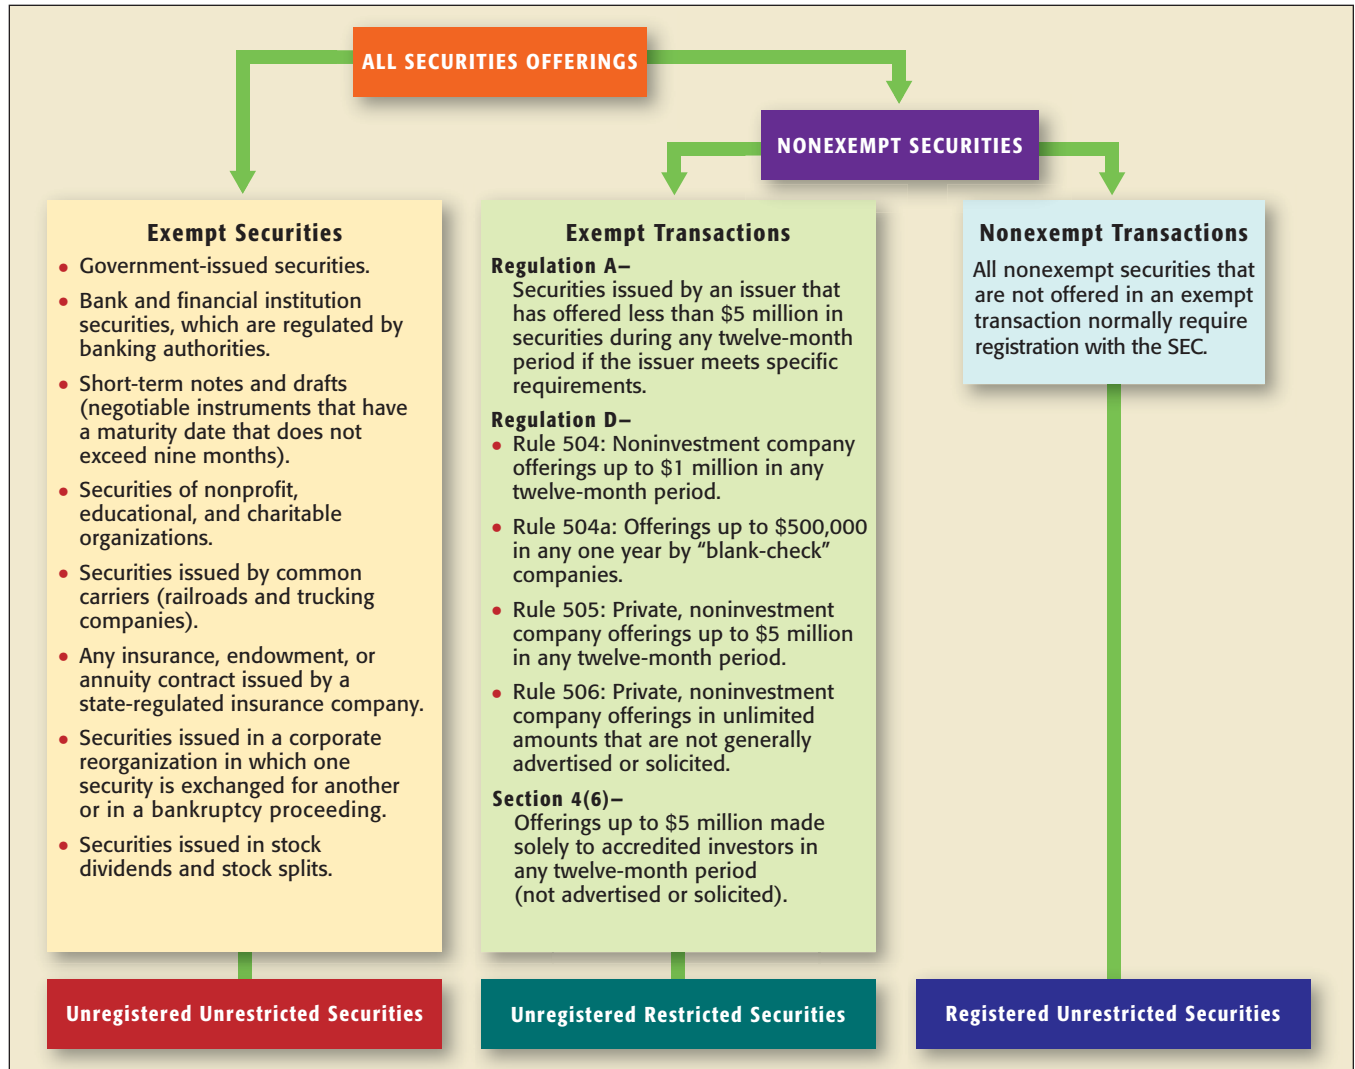 ALL SECURITIES OFFERINGS
NONEXEMPT SECURITIES
Exempt Securities
• Government-issued securities.
• Bank and financial institution
securities, which are regulated by
banking authorities.
• Short-term notes and drafts
(negotiable instruments that have
a maturity date that does not
exceed nine months).
• Securities of nonprofit,
educational, and charitable
organizations.
• Securities issued by common
carriers (railroads and trucking
companies).
• Any insurance, endowment, or
annuity contract issued by a
state-regulated insurance company.
• Securities issued in a corporate
reorganization in which one
security is exchanged for another
or in a bankruptcy proceeding.
• Securities issued in stock
dividends and stock splits.
Exempt Transactions
Regulation A–
Securities issued by an issuer that
has offered less than $5 million in
securities during any twelve-month
period if the issuer meets specific
requirements.
Regulation D–
• Rule 504: Noninvestment company
offerings up to $1 million in any
twelve-month period.
• Rule 504a: Offerings up to $500,000
in any one year by “blank-check”
companies.
• Rule 505: Private, noninvestment
company offerings up to $5 million
in any twelve-month period.
• Rule 506: Private, noninvestment
company offerings in unlimited
amounts that are not generally
advertised or solicited.
Section 4(6)–
Offerings up to $5 million made
solely to accredited investors in
any twelve-month period
(not advertised or solicited).
Nonexempt Transactions
All nonexempt securities that
are not offered in an exempt
transaction normally require
registration with the SEC.
Unregistered Unrestricted Securities
Unregistered Restricted Securities
Registered Unrestricted Securities